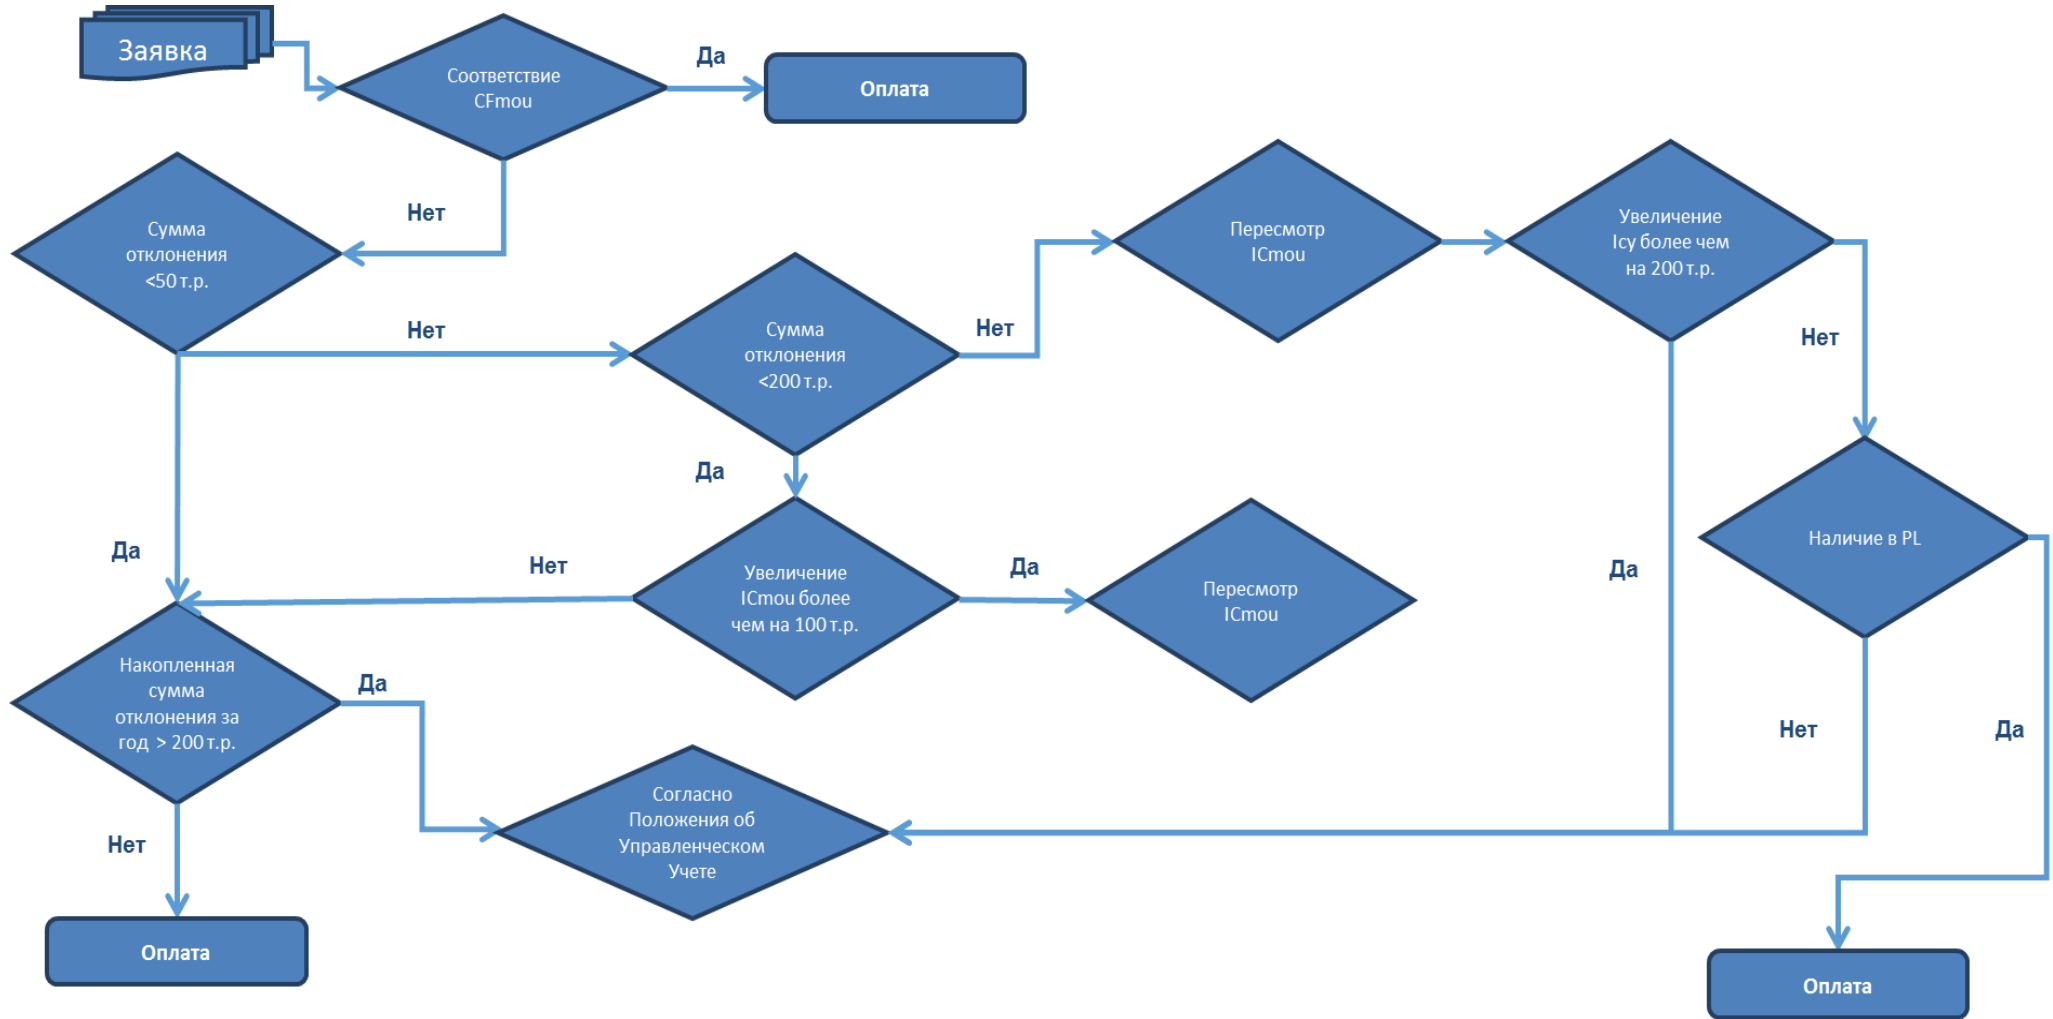 Заявка
Соответствие
CFmou
Да
Оплата
Нет
Сумма
отклонения
<50 т.р.
Нет
Сумма
отклонения
<200 т.р.
Нет
Пересмотр
ICmou
Увеличение
Icy более чем
на 200 т.р.
Нет
Да
Наличие в PL
Да
Нет
Увеличение
ICmou более
чем на 100 т.р.
Да
Пересмотр
ICmou
Да
Да
Накопленная
сумма
отклонения за
год > 200 т.р.
Да
Нет
Да
Согласно
Положения об
Управленческом
Учете
Нет
Оплата
Оплата